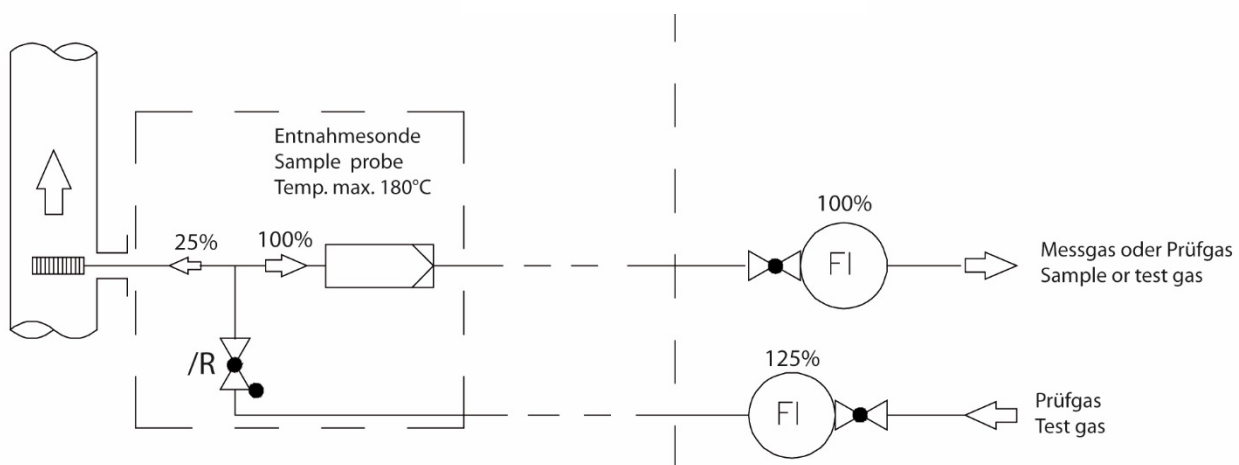 Entnahmesonde
Sample probe
Temp. max. 180°C
25%
100%
100%
FI
Messgas oder Prüfgas
Sample or test gas
/R
125%
FI
Prüfgas
Test gas